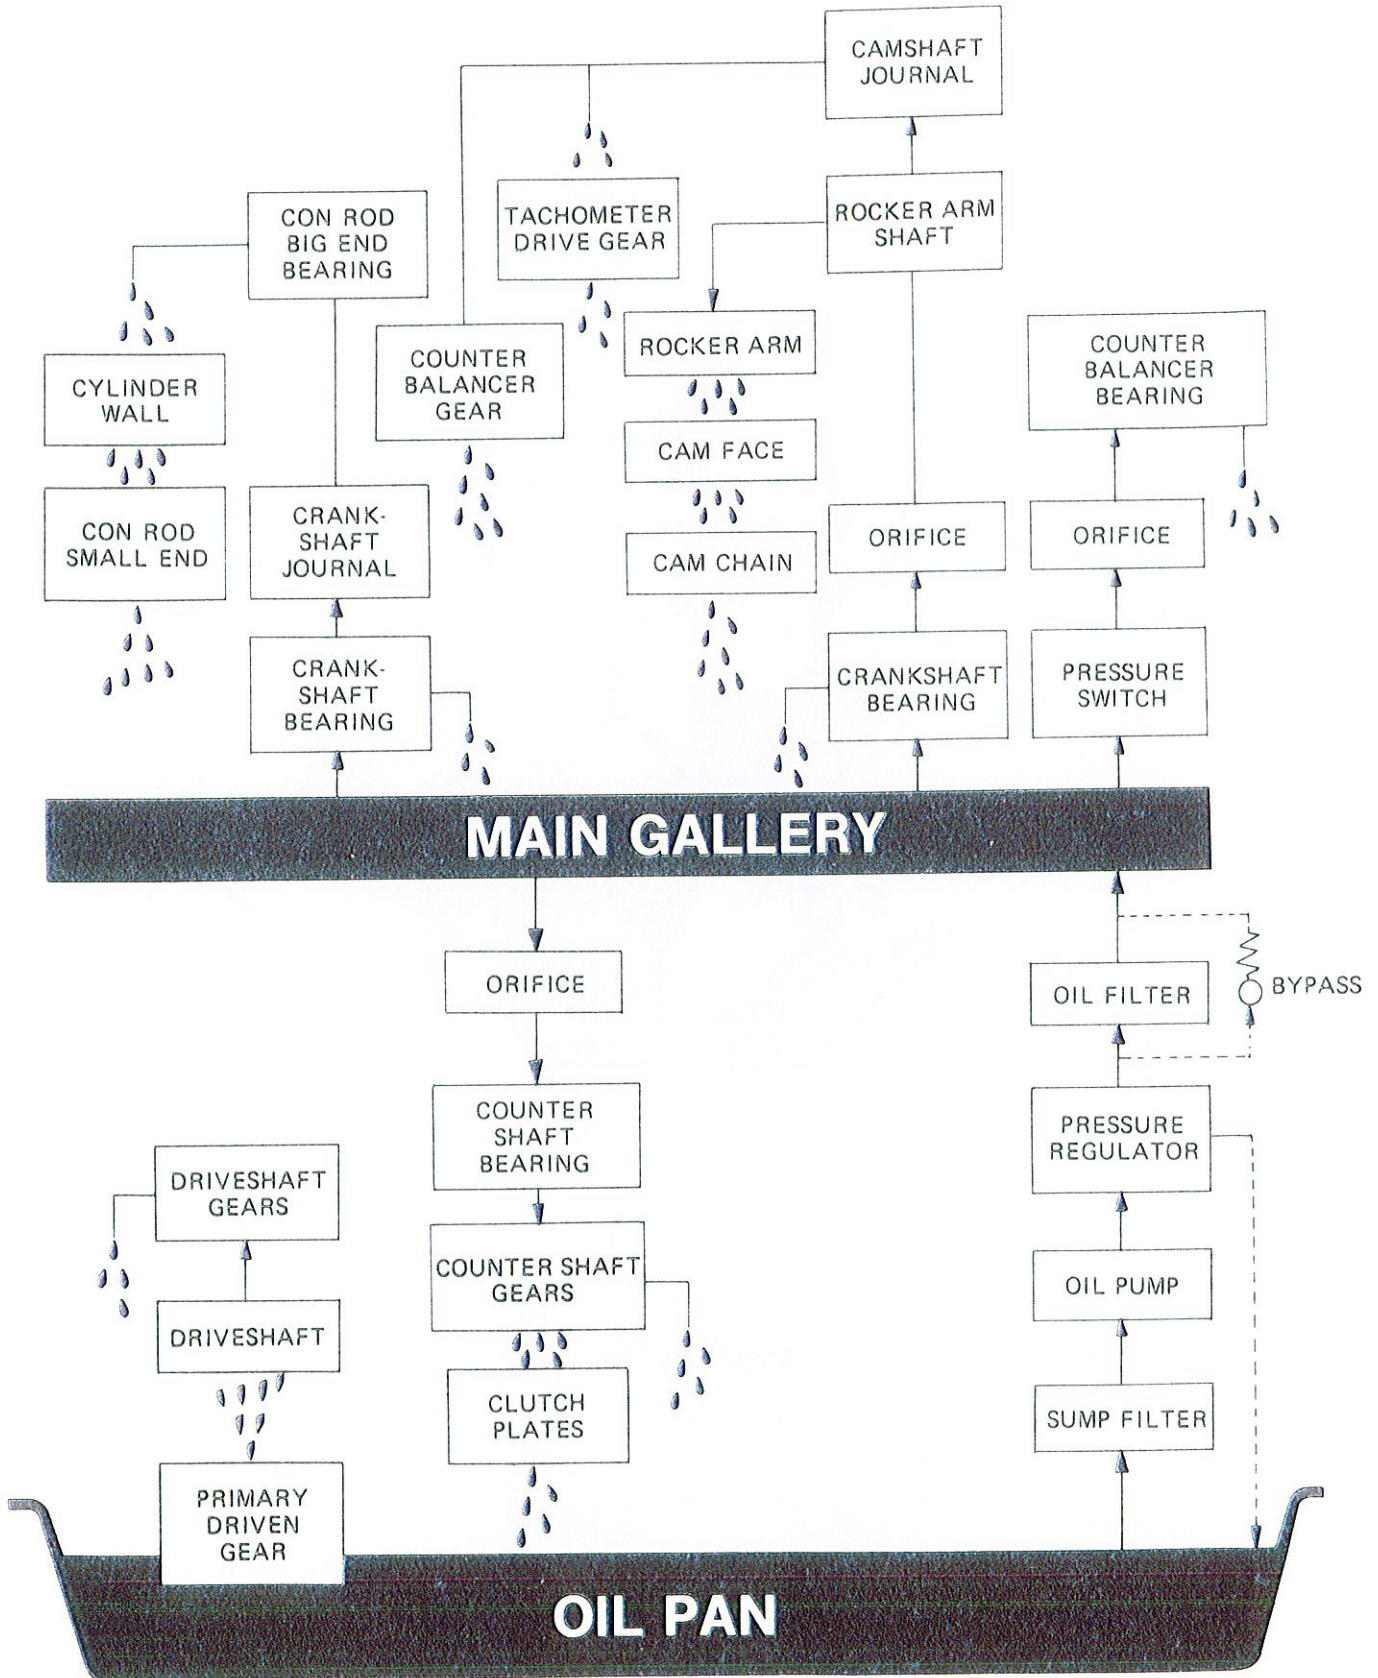 CAMSHAFT
JOURNAL
CON ROD
BIG END
BEARING
TACHOMETER
DRIVE GEAR
ROCKER ARM
SHAFT
CYLINDER
WALL
COUNTER
BALANCER
GEAR
ROCKER ARM
COUNTER
BALANCER
BEARING
CAM FACE
CON ROD
SMALL END
CRANK-
SHAFT
JOURNAL
CAM CHAIN
ORIFICE
ORIFICE
CRANK-
SHAFT
BEARING
CRANKSHAFT
BEARING
PRESSURE
SWITCH
MAIN GALLERY
ORIFICE
OIL FILTER
BYPASS
COUNTER
SHAFT
BEARING
PRESSURE
REGULATOR
DRIVESHAFT
GEARS
COUNTER SHAFT
GEARS
OIL PUMP
DRIVESHAFT
CLUTCH
PLATES
SUMP FILTER
PRIMARY
DRIVEN
GEAR
OIL PAN